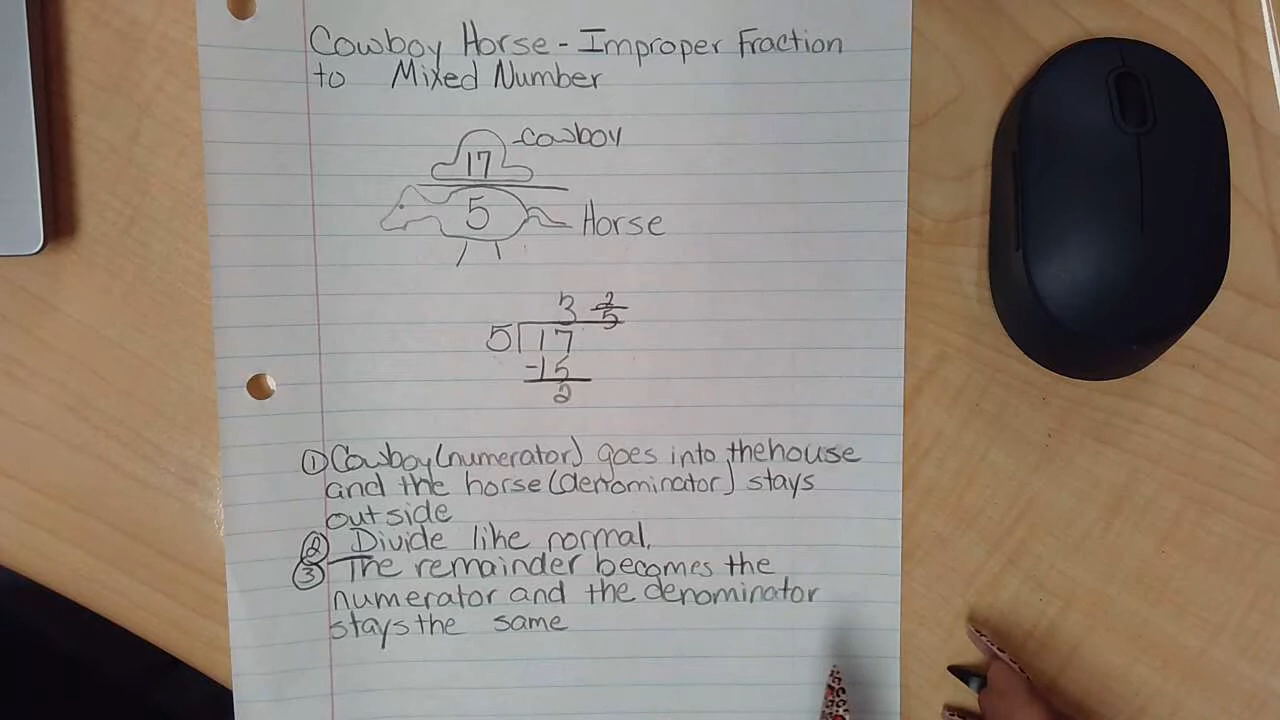 Cowboy Horse - Improper Fraction
to Mixed Number
-Cowboy
17
5
Horse
3 2/5
5 17
-15
2
① Cowboy (numerator) goes into thehouse
and the horse (denominator) stays
outside
② Divide like normal.
③ The remainder becomes the
numerator and the denominator
stays the same